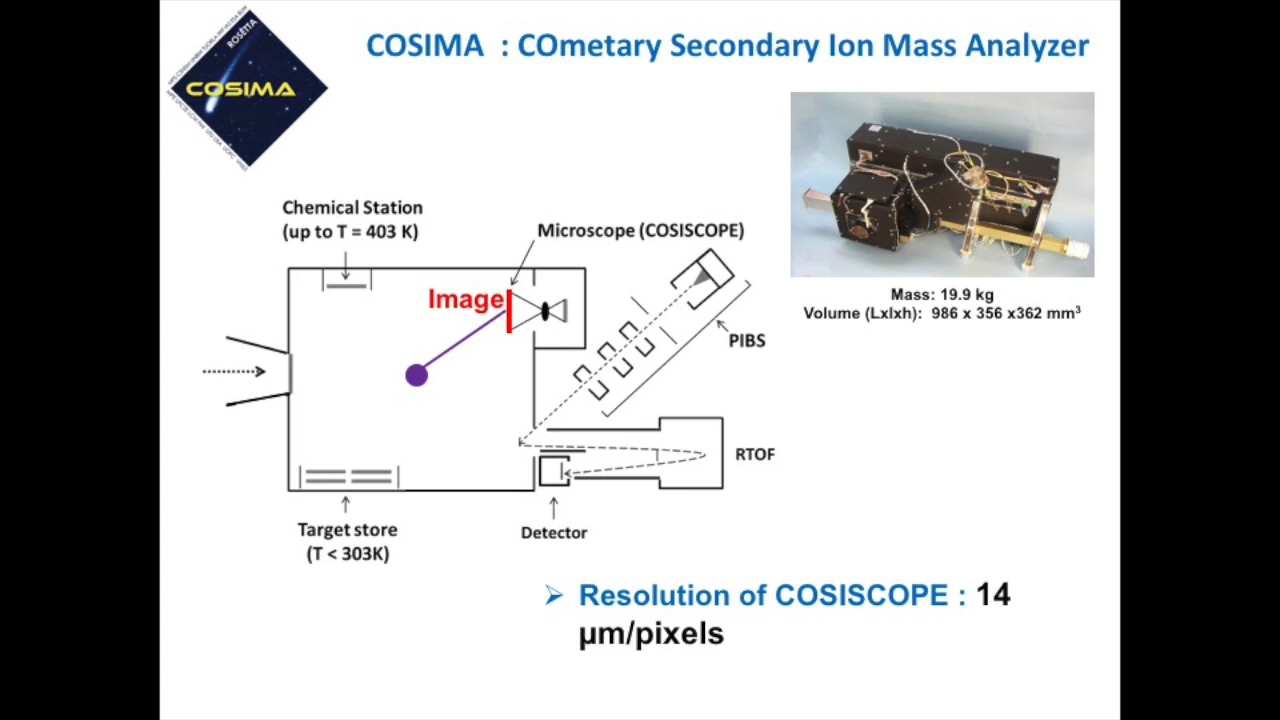 COSIMA : COmetary Secondary Ion Mass Analyzer
ROSETTA
COSIMA
Chemical Station
(up to T = 403 K)
Microscope (COSISCOPE)
Image
PIBS
Mass: 19.9 kg
Volume (Lxlxh): 986 x 356 x362 mm³
RTOF
Target store
(T < 303K)
Detector
➢ Resolution of COSISCOPE : 14
µm/pixels